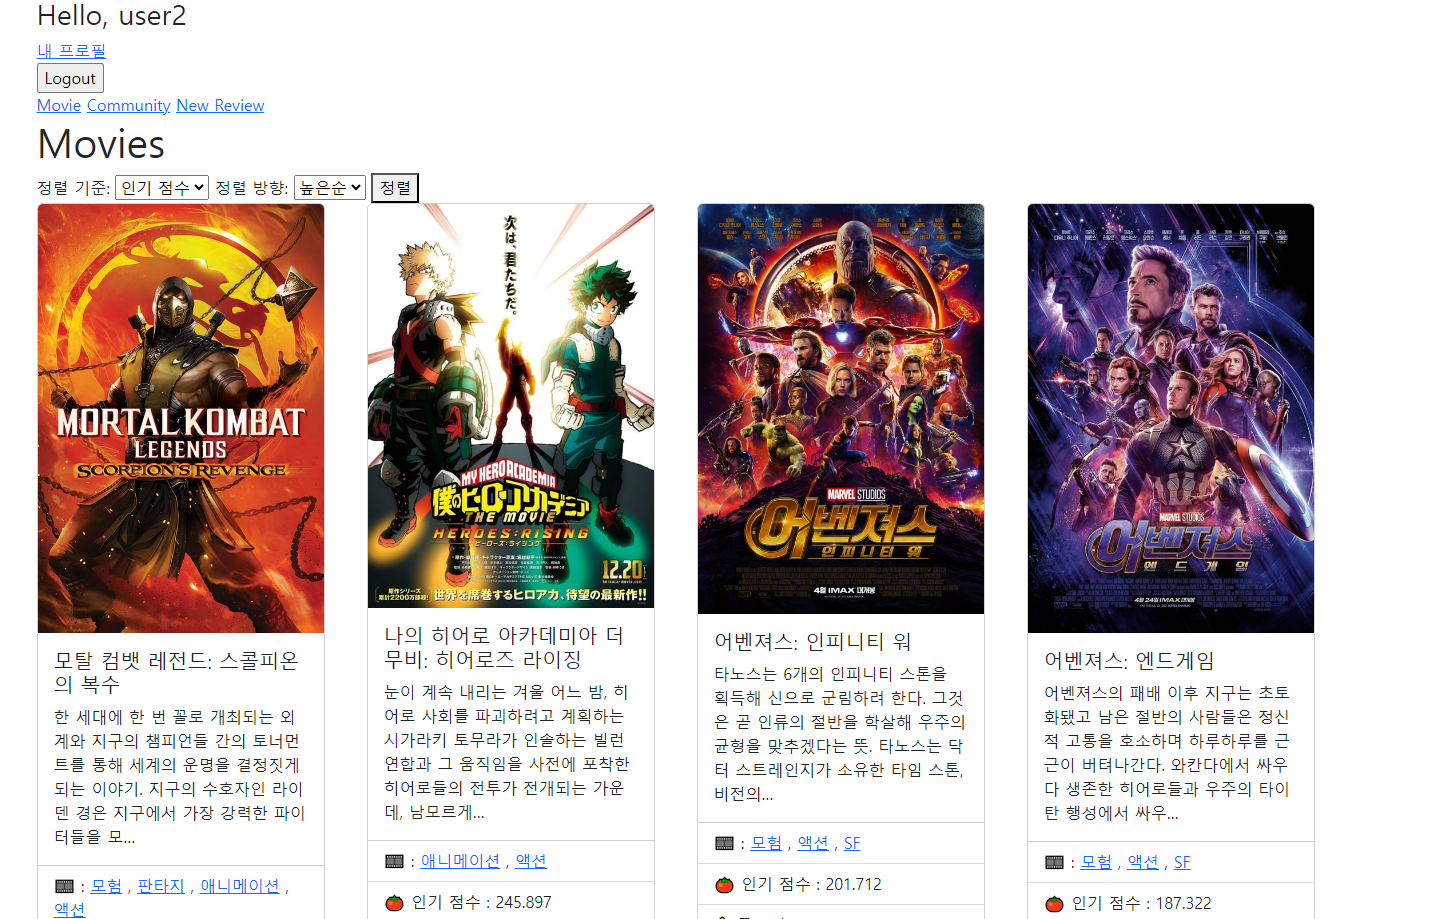 Hello, user2
내 프로필
Logout
Movie Community New Review
Movies
정렬 기준: 인기 점수 정렬 방향: 높은순 정렬
MORTAL KOMBAT
LEGENDS
SCORPION'S REVENGE
모탈 컴뱃 레전드: 스콜피온
의 복수
한 세대에 한 번 꼴로 개최되는 외
계와 지구의 챔피언들 간의 토너먼
트를 통해 세계의 운명을 결정짓게
되는 이야기. 지구의 수호자인 라이
덴 경은 지구에서 가장 강력한 파이
터들을 모...
: 모험 , 판타지 , 애니메이션 ,
액션
次は、君たちだ。
MY HERO ACADEMIA
僕のヒーローアカデミア
THE MOVIE
HEROES:RISING
ヒーローズ:ライジング
12.20
原作シリーズ
累計2200万部突破!
世界を席巻するヒロアカ、待望の最新作!!
나의 히어로 아카데미아 더
무비: 히어로즈 라이징
눈이 계속 내리는 겨울 어느 밤, 히
어로 사회를 파괴하려고 계획하는
시가라키 토무라가 인솔하는 빌런
연합과 그 움직임을 사전에 포착한
히어로들의 전투가 전개되는 가운
데, 남모르게...
: 애니메이션 , 액션
인기 점수 : 245.897
MARVEL STUDIOS
어벤져스
인피니티 워
4월 IMAX 대개봉
어벤져스: 인피니티 워
타노스는 6개의 인피니티 스톤을
획득해 신으로 군림하려 한다. 그것
은 곧 인류의 절반을 학살해 우주의
균형을 맞추겠다는 뜻. 타노스는 닥
터 스트레인지가 소유한 타임 스톤,
비전의...
: 모험 , 액션 , SF
인기 점수 : 201.712
MARVEL STUDIOS
어벤져스
엔드게임
4월 24일 IMAX 대개봉
어벤져스: 엔드게임
어벤져스의 패배 이후 지구는 초토
화됐고 남은 절반의 사람들은 정신
적 고통을 호소하며 하루하루를 근
근이 버텨나간다. 와칸다에서 싸우
다 생존한 히어로들과 우주의 타이
탄 행성에서 싸우...
: 모험 , 액션 , SF
인기 점수 : 187.322